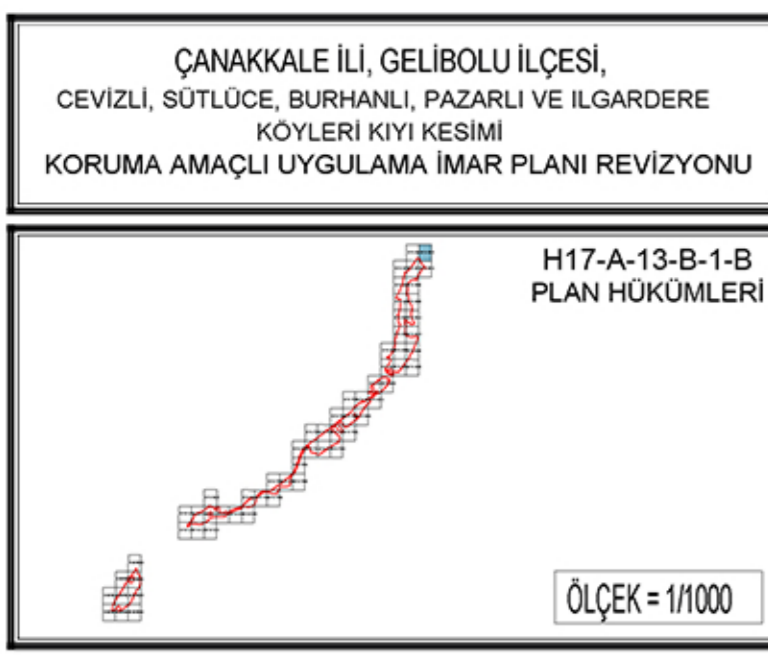 ÇANAKKALE İLİ, GELİBOLU İLÇESİ,
CEVİZLİ, SÜTLÜCE, BURHANLI, PAZARLI VE ILGARDERE
KÖYLERİ KIYI KESİMİ
KORUMA AMAÇLI UYGULAMA İMAR PLANI REVİZYONU
H17-A-13-B-1-B
PLAN HÜKÜMLERİ
ÖLÇEK = 1/1000